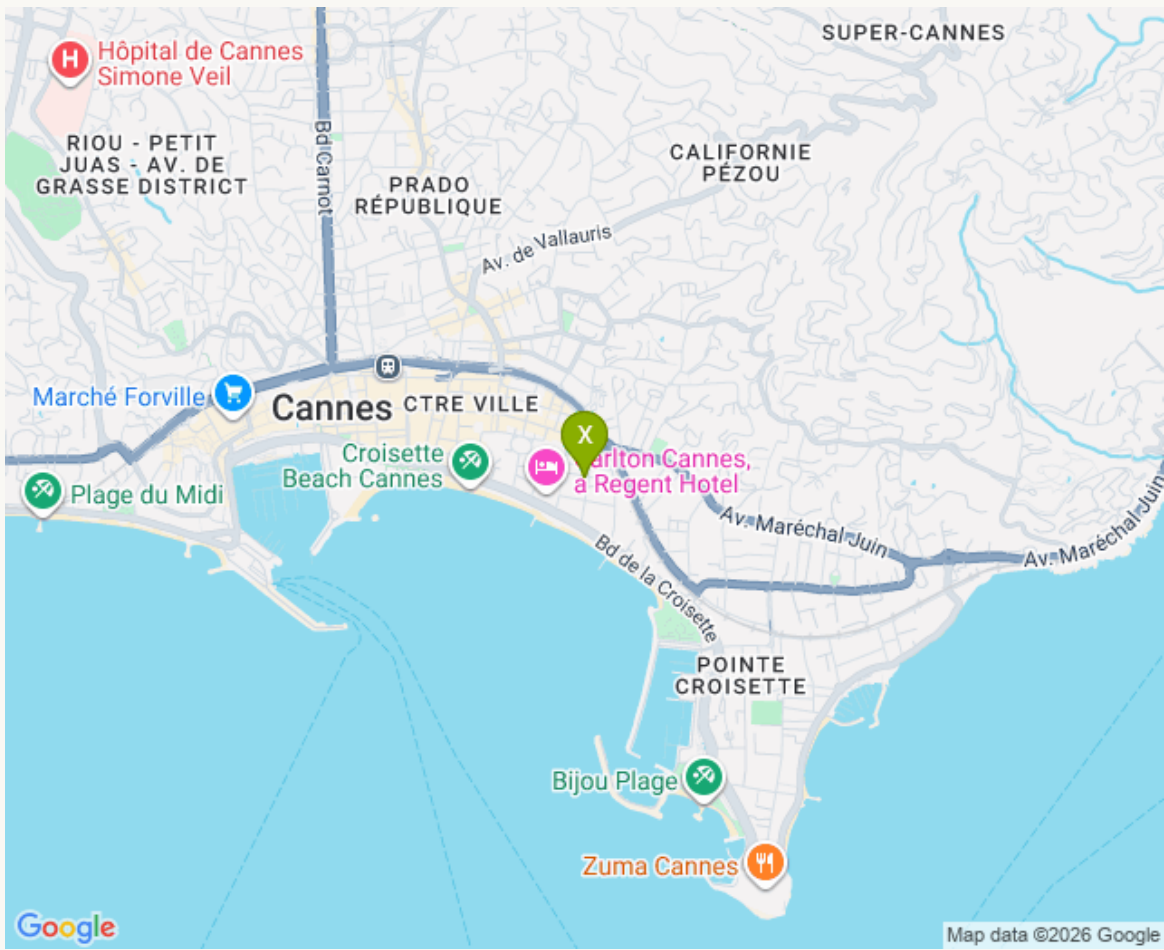 SUPER-CANNES
Hôpital de Cannes
Simone Veil
RIOU - PETIT
JUAS - AV. DE
GRASSE DISTRICT
Bd Carnot
CALIFORNIE
PÉZOU
PRADO
RÉPUBLIQUE
Av. de Vallauris
Marché Forville
Cannes
CTRE VILLE
X
Croisette
Beach Cannes
Cannes,
a Regent Hotel
Plage du Midi
Av. Maréchal Juin
Av. Maréchal Juin
Bd de la Croisette
POINTE
CROISETTE
Bijou Plage
Zuma Cannes
Google
Map data ©2026 Google